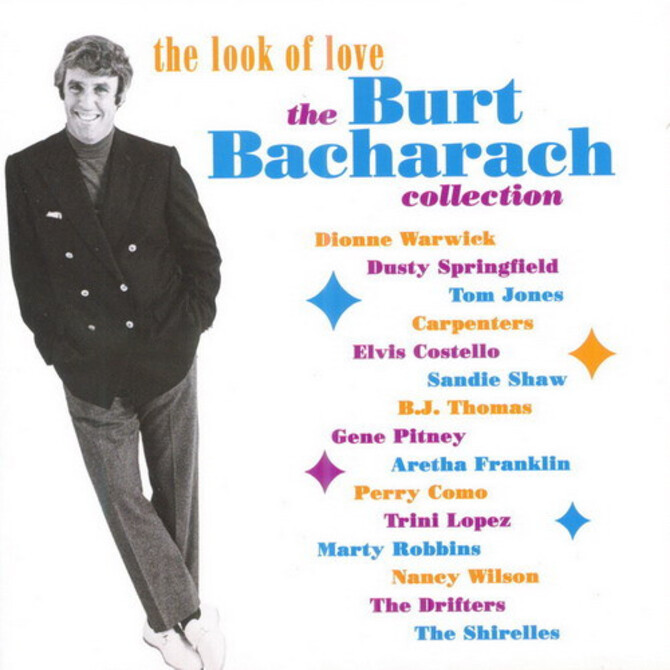 the look of love
the Burt
Bacharach
collection
Dionne Warwick
Dusty Springfield
Tom Jones
Carpenters
Elvis Costello
Sandie Shaw
B.J. Thomas
Gene Pitney
Aretha Franklin
Perry Como
Trini Lopez
Marty Robbins
Nancy Wilson
The Drifters
The Shirelles